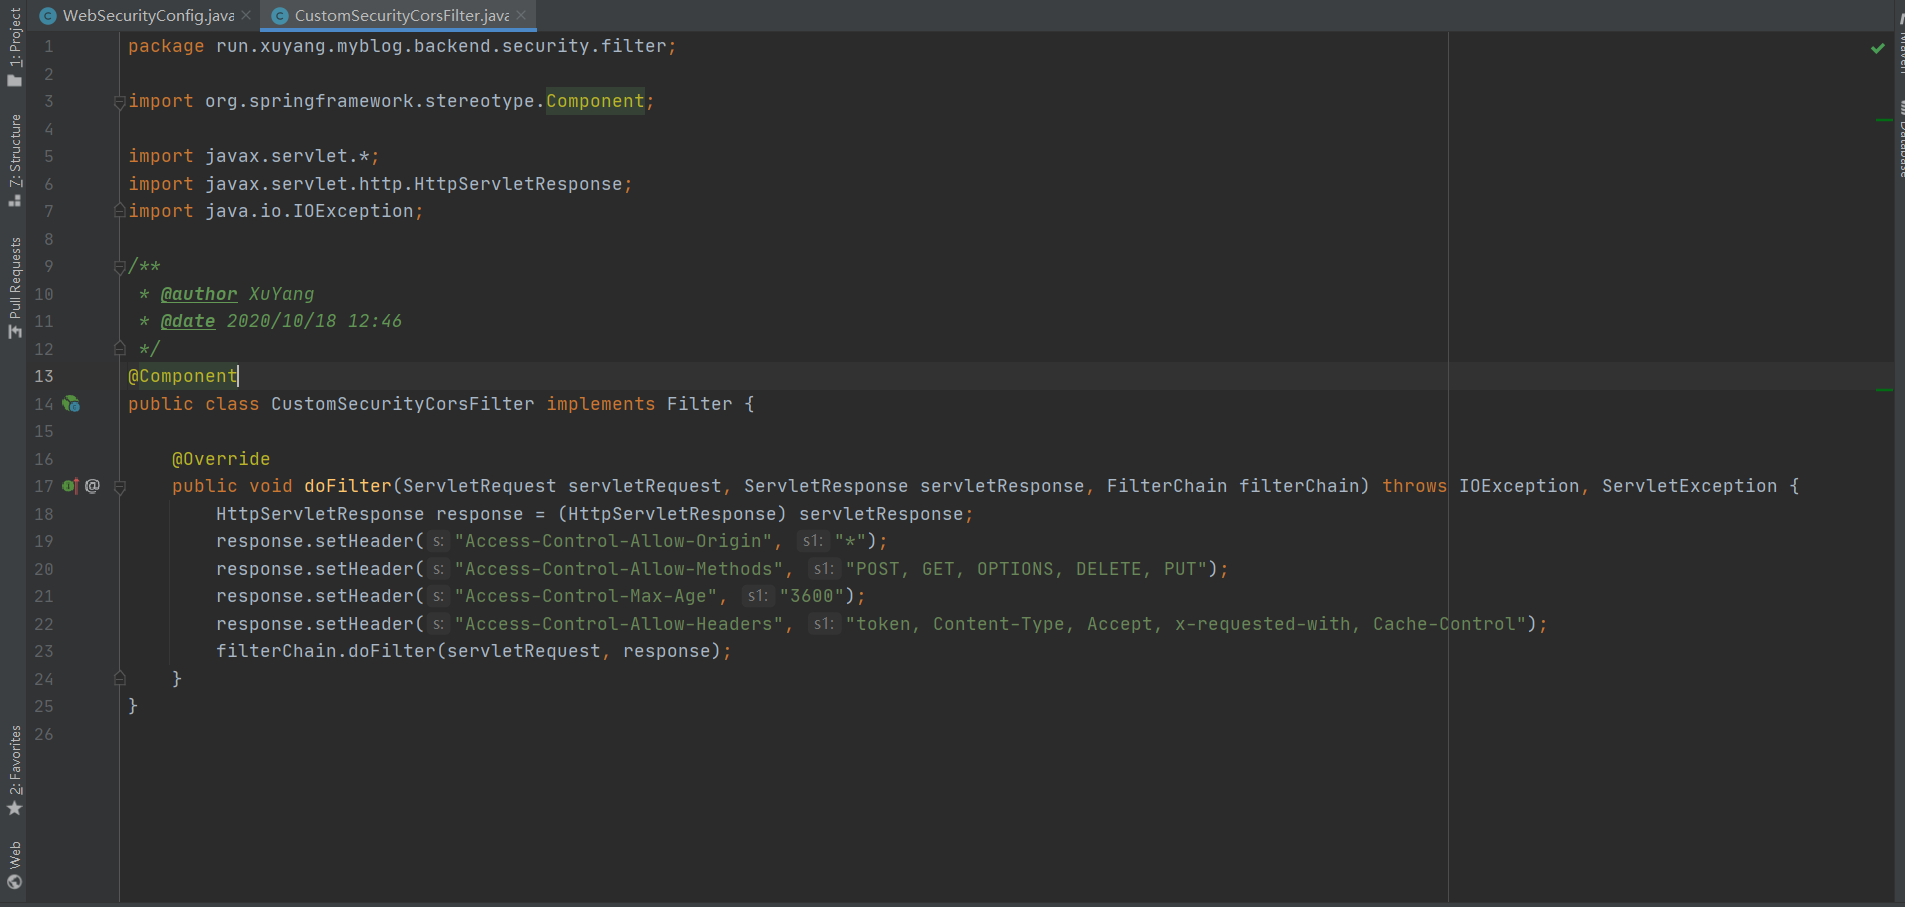 WebSecurityConfig.java
CustomSecurityCorsFilter.java
1: Project
7: Structure
Pull Requests
2: Favorites
Web
Maven
Database
1 package run.xuyang.myblog.backend.security.filter;
2
3 import org.springframework.stereotype.Component;
4
5 import javax.servlet.*;
6 import javax.servlet.http.HttpServletResponse;
7 import java.io.IOException;
8
9 /**
10 * @author XuYang
11 * @date 2020/10/18 12:46
12 */
13 @Component
14 public class CustomSecurityCorsFilter implements Filter {
15
16 @Override
17 @ public void doFilter(ServletRequest servletRequest, ServletResponse servletResponse, FilterChain filterChain) throws IOException, ServletException {
18 HttpServletResponse response = (HttpServletResponse) servletResponse;
19 response.setHeader( s: "Access-Control-Allow-Origin", s1: "*");
20 response.setHeader( s: "Access-Control-Allow-Methods", s1: "POST, GET, OPTIONS, DELETE, PUT");
21 response.setHeader( s: "Access-Control-Max-Age", s1: "3600");
22 response.setHeader( s: "Access-Control-Allow-Headers", s1: "token, Content-Type, Accept, x-requested-with, Cache-Control");
23 filterChain.doFilter(servletRequest, response);
24 }
25 }
26